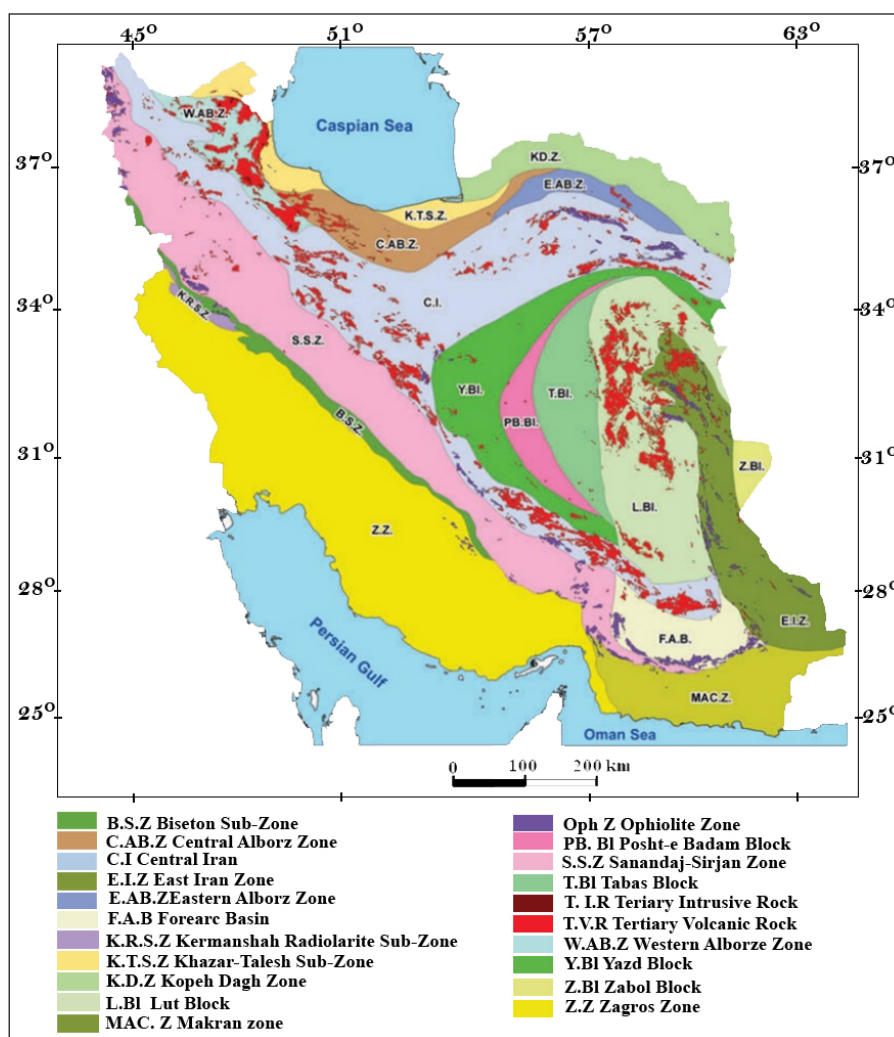 45° 51° 57° 63°
W.AB.Z.
Caspian Sea
KD.Z.
37° 37°
E.AB.Z.
K.T.S.Z.
C.AB.Z.
K.R.S.Z.
C.I.
34° 34°
S.S.Z.
Y.Bl.
T.Bl.
PB.Bl.
B.S.Z.
31° 31°
Z.Bl.
L.Bl.
Z.Z.
28° 28°
E.I.Z.
F.A.B.
Persian Gulf
MAC.Z.
25° 25°
Oman Sea
0 100 200 km
B.S.Z Biseton Sub-Zone
C.AB.Z Central Alborz Zone
C.I Central Iran
E.I.Z East Iran Zone
E.AB.ZEastern Alborz Zone
F.A.B Forearc Basin
K.R.S.Z Kermanshah Radiolarite Sub-Zone
K.T.S.Z Khazar-Talesh Sub-Zone
K.D.Z Kopeh Dagh Zone
L.Bl Lut Block
MAC. Z Makran zone
Oph Z Ophiolite Zone
PB. Bl Posht-e Badam Block
S.S.Z Sanandaj-Sirjan Zone
T.Bl Tabas Block
T. I.R Teriary Intrusive Rock
T.V.R Tertiary Volcanic Rock
W.AB.Z Western Alborze Zone
Y.Bl Yazd Block
Z.Bl Zabol Block
Z.Z Zagros Zone